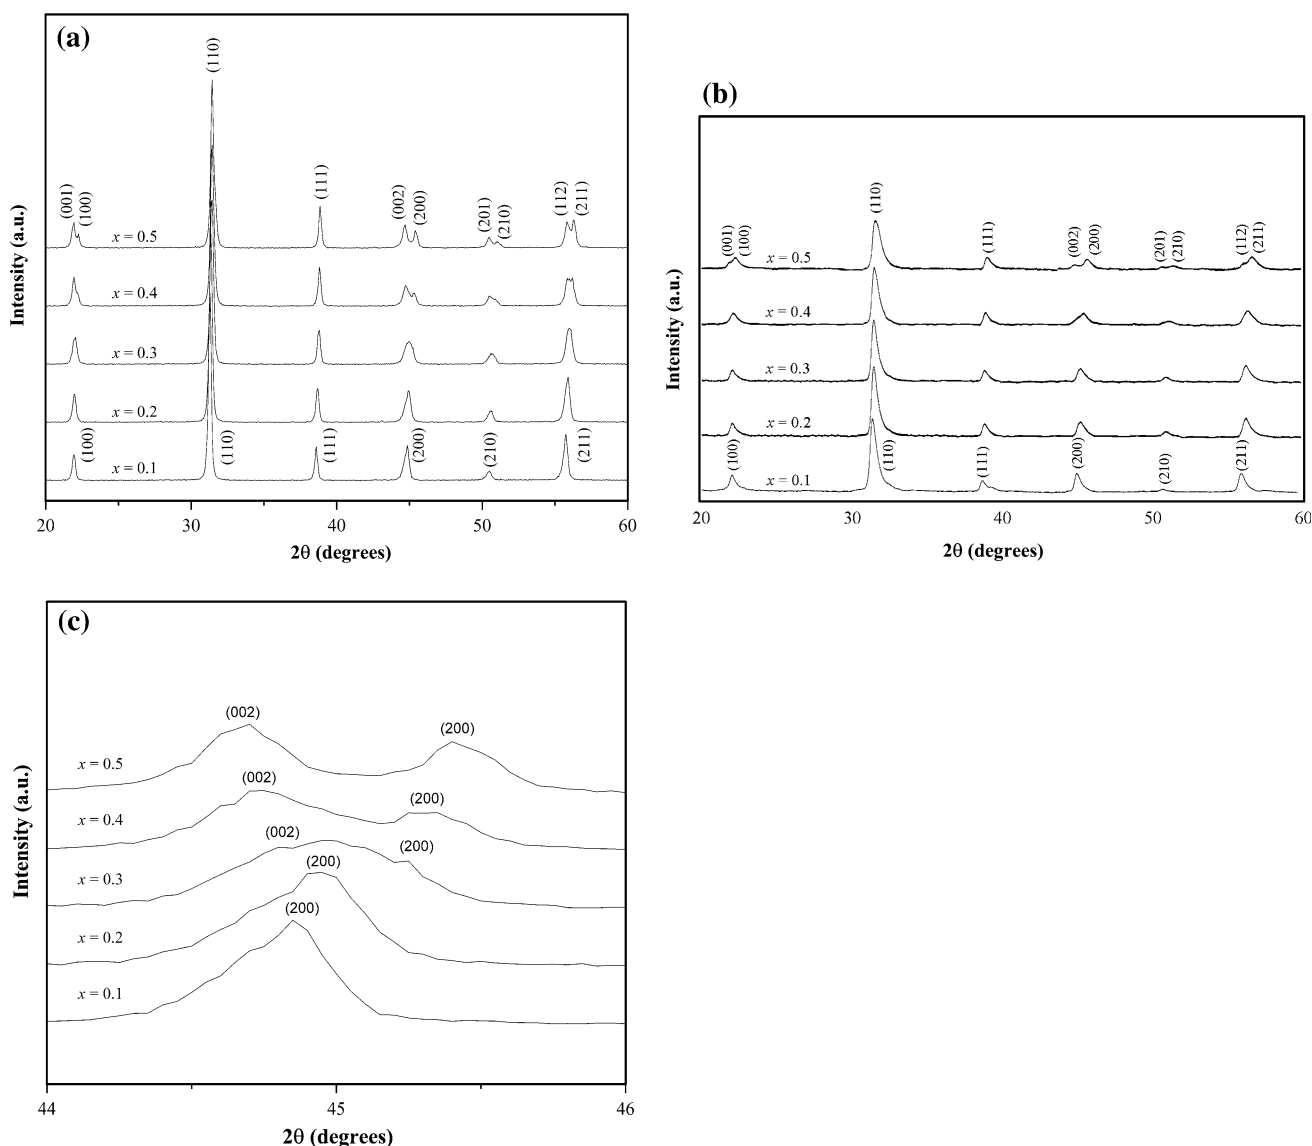 (a)
(110)
(001)
(100)
(111)
(002)
(200)
(201)
(210)
(112)
(211)
x = 0.5
x = 0.4
x = 0.3
x = 0.2
x = 0.1
(100)
(110)
(111)
(200)
(210)
(211)
Intensity (a.u.)
20 30 40 50 60
2θ (degrees)
(b)
(001)
(100)
(110)
(111)
(002)
(200)
(201)
(210)
(112)
(211)
x = 0.5
x = 0.4
x = 0.3
x = 0.2
x = 0.1
(100)
(110)
(111)
(200)
(210)
(211)
Intensity (a.u.)
20 30 40 50 60
2θ (degrees)
(c)
(002)
(200)
x = 0.5
(002)
(200)
x = 0.4
(002)
(200)
x = 0.3
(200)
x = 0.2
(200)
x = 0.1
Intensity (a.u.)
44 45 46
2θ (degrees)